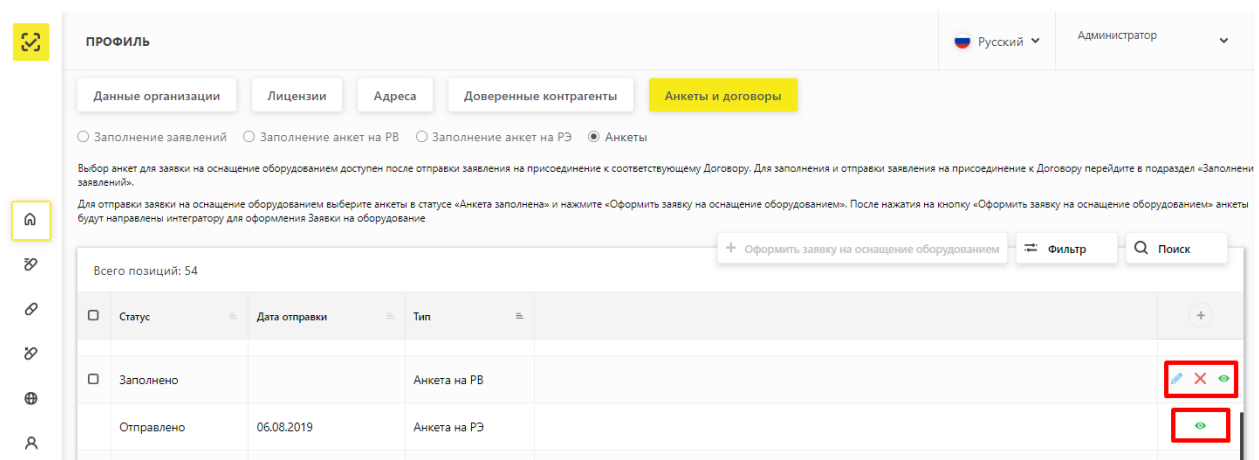 ПРОФИЛЬ
Русский
Администратор
Данные организации
Лицензии
Адреса
Доверенные контрагенты
Анкеты и договоры
Заполнение заявлений
Заполнение анкет на РВ
Заполнение анкет на РЭ
Анкеты
Выбор анкет для заявки на оснащение оборудованием доступен после отправки заявления на присоединение к соответствующему Договору. Для заполнения и отправки заявления на присоединение к Договору перейдите в подраздел «Заполнени
заявлений».
Для отправки заявки на оснащение оборудованием выберите анкеты в статусе «Анкета заполнена» и нажмите «Оформить заявку на оснащение оборудованием». После нажатия на кнопку «Оформить заявку на оснащение оборудованием» анкеты
будут направлены интегратору для оформления Заявки на оборудование
+ Оформить заявку на оснащение оборудованием
Фильтр
Поиск
Всего позиций: 54
Статус
Дата отправки
Тип
Заполнено
Анкета на РВ
Отправлено
06.08.2019
Анкета на РЭ